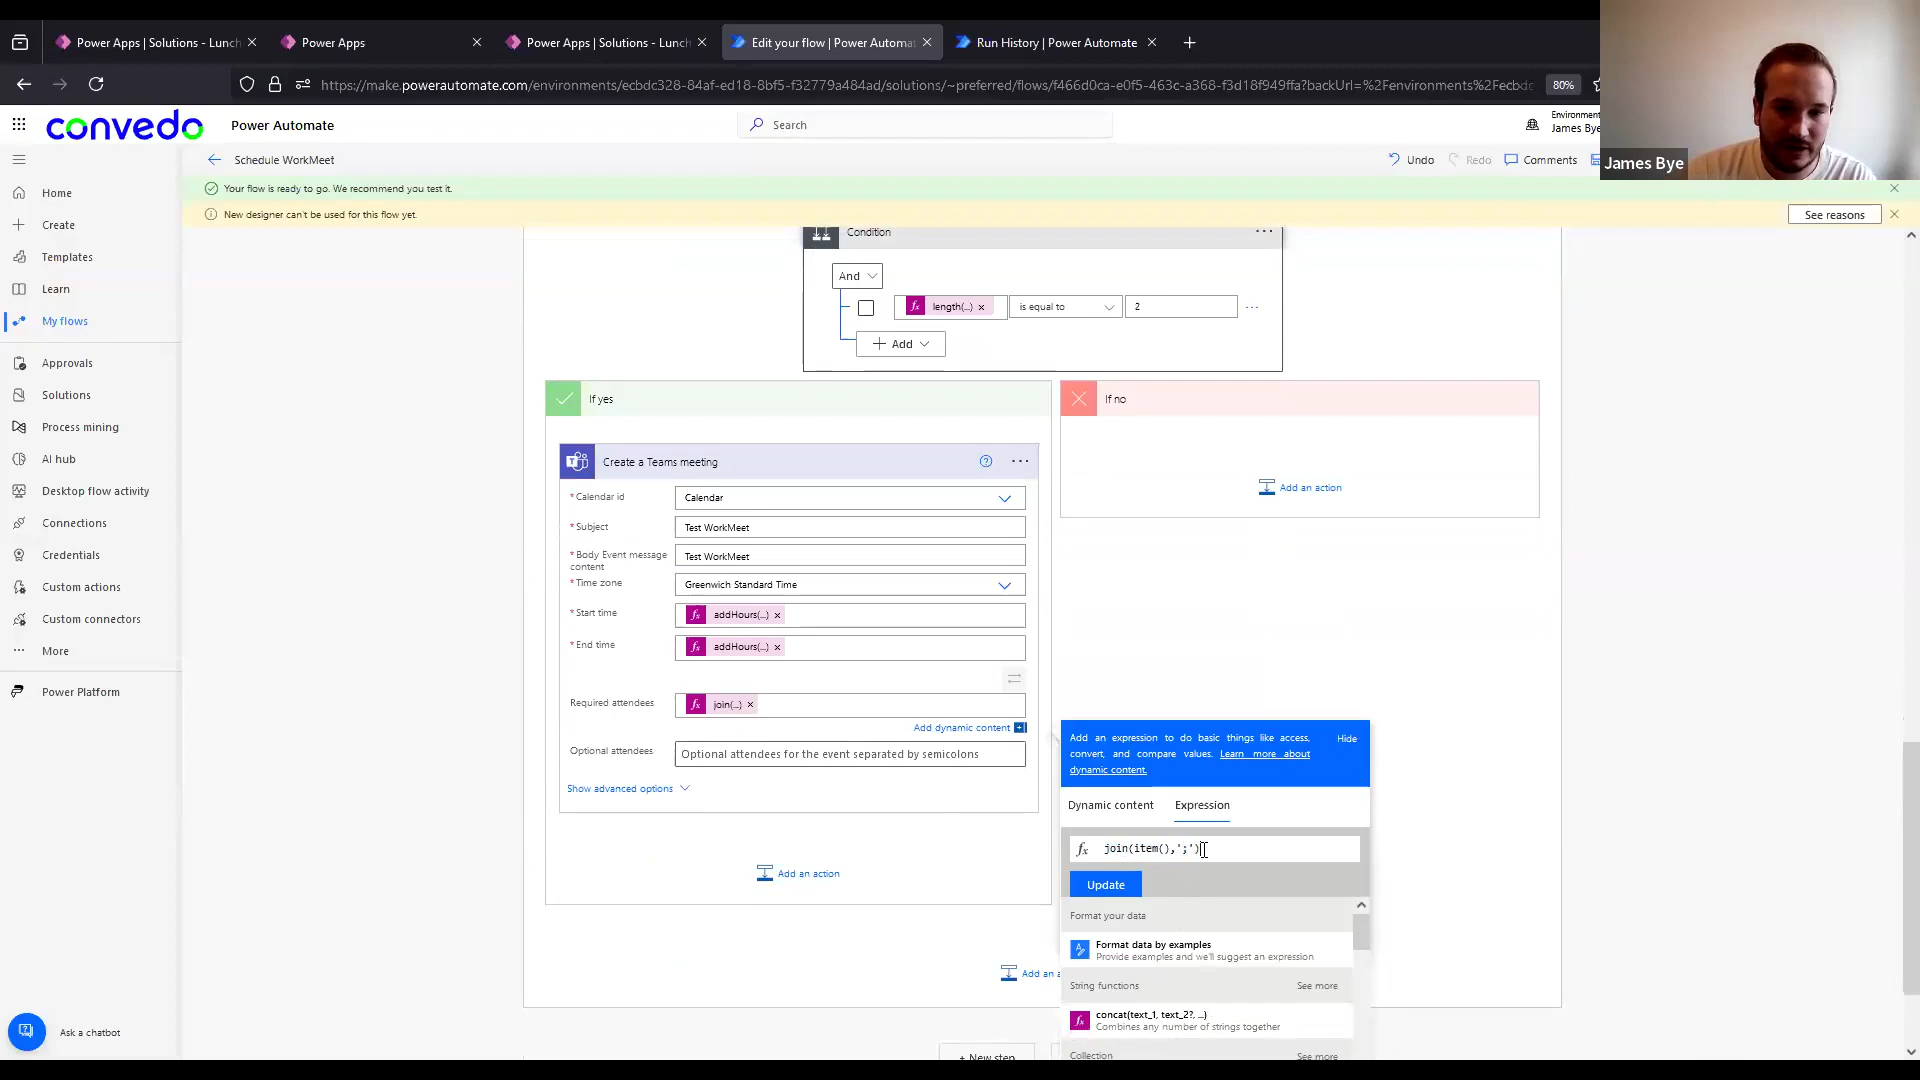 Power Apps | Solutions - Lunch
Power Apps
Power Apps | Solutions - Lunch
Edit your flow | Power Automat
Run History | Power Automate
https://make.powerautomate.com/environments/ecbdc328-84af-ed18-8bf5-f32779a484ad/solutions/~preferred/flows/f466d0ca-e0f5-463c-a368-f3d18f949ffa?backUrl=%2Fenvironments%2Fecbdc
80%
convedo
Power Automate
Search
Environment
James Bye
James Bye
Schedule WorkMeet
Undo
Redo
Comments
Your flow is ready to go. We recommend you test it.
New designer can't be used for this flow yet.
See reasons
Home
Create
Templates
Learn
My flows
Approvals
Solutions
Process mining
AI hub
Desktop flow activity
Connections
Credentials
Custom actions
Custom connectors
More
Power Platform
Ask a chatbot
Condition
And
length(...)
is equal to
2
Add
If yes
If no
Create a Teams meeting
Add an action
* Calendar id
Calendar
* Subject
Test WorkMeet
* Body Event message content
Test WorkMeet
* Time zone
Greenwich Standard Time
* Start time
fx addHours(...)
* End time
fx addHours(...)
Required attendees
fx join(...)
Add dynamic content
Optional attendees
Optional attendees for the event separated by semicolons
Show advanced options
Add an action
Add an a
+ New step
Add an expression to do basic things like access,
convert, and compare values. Learn more about
dynamic content.
Hide
Dynamic content
Expression
fx join(item(),';')
Update
Format your data
Format data by examples
Provide examples and we'll suggest an expression
String functions
See more
fx concat(text_1, text_2?, ...)
Combines any number of strings together
Collection
See more